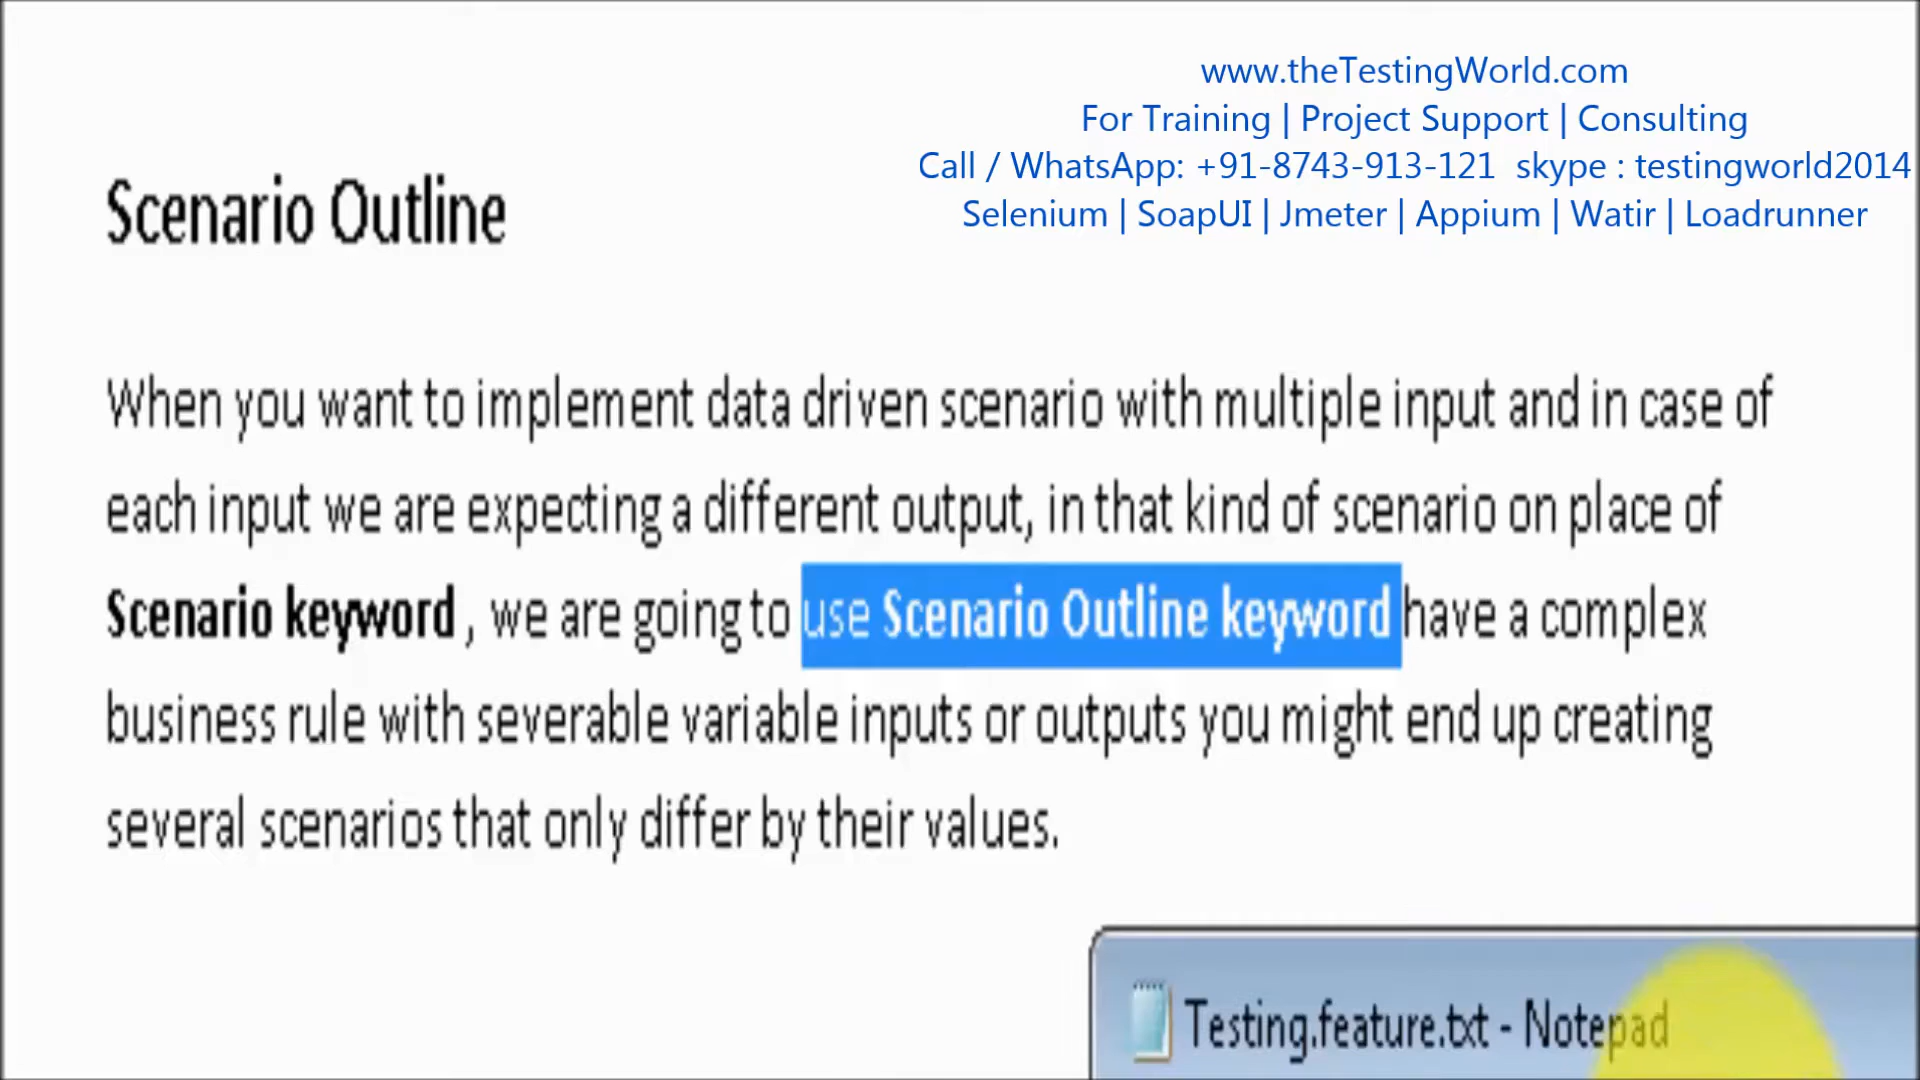 www.theTestingWorld.com
For Training | Project Support | Consulting
Call / WhatsApp: +91-8743-913-121 skype : testingworld2014
Selenium | SoapUI | Jmeter | Appium | Watir | Loadrunner
Scenario Outline
When you want to implement data driven scenario with multiple input and in case of
each input we are expecting a different output, in that kind of scenario on place of
Scenario keyword , we are going to use Scenario Outline keyword have a complex
business rule with severable variable inputs or outputs you might end up creating
several scenarios that only differ by their values.
Testing.feature.txt - Notepad